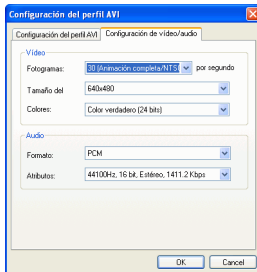 Configuración del perfil AVI
Configuración del perfil AVI Configuración de vídeo/audio
Vídeo
Fotogramas: 30 (Animación completa/NTS( por segundo
Tamaño del 640x480
Colores: Color verdadero (24 bits)
Audio
Formato: PCM
Atributos: 44100Hz, 16 bit, Estéreo, 1411.2 Kbps
OK Cancel